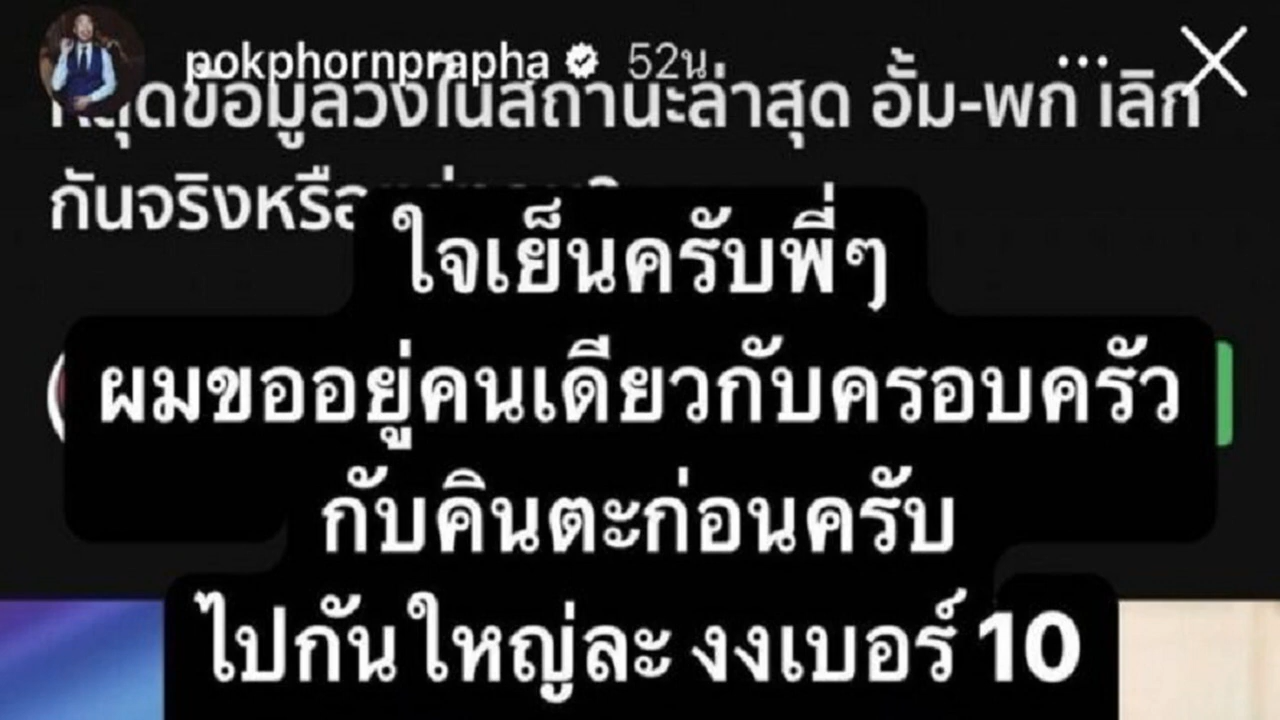 pokphornprapha 52น
หลุดข้อมูลวงในสถานะล่าสุด อั้ม-พก เลิก
กันจริงหรือ
ใจเย็นครับพี่ๆ
ผมขออยู่คนเดียวกับครอบครัว
กับคินตะก่อนครับ
ไปกันใหญ่ละ งงเบอร์ 10